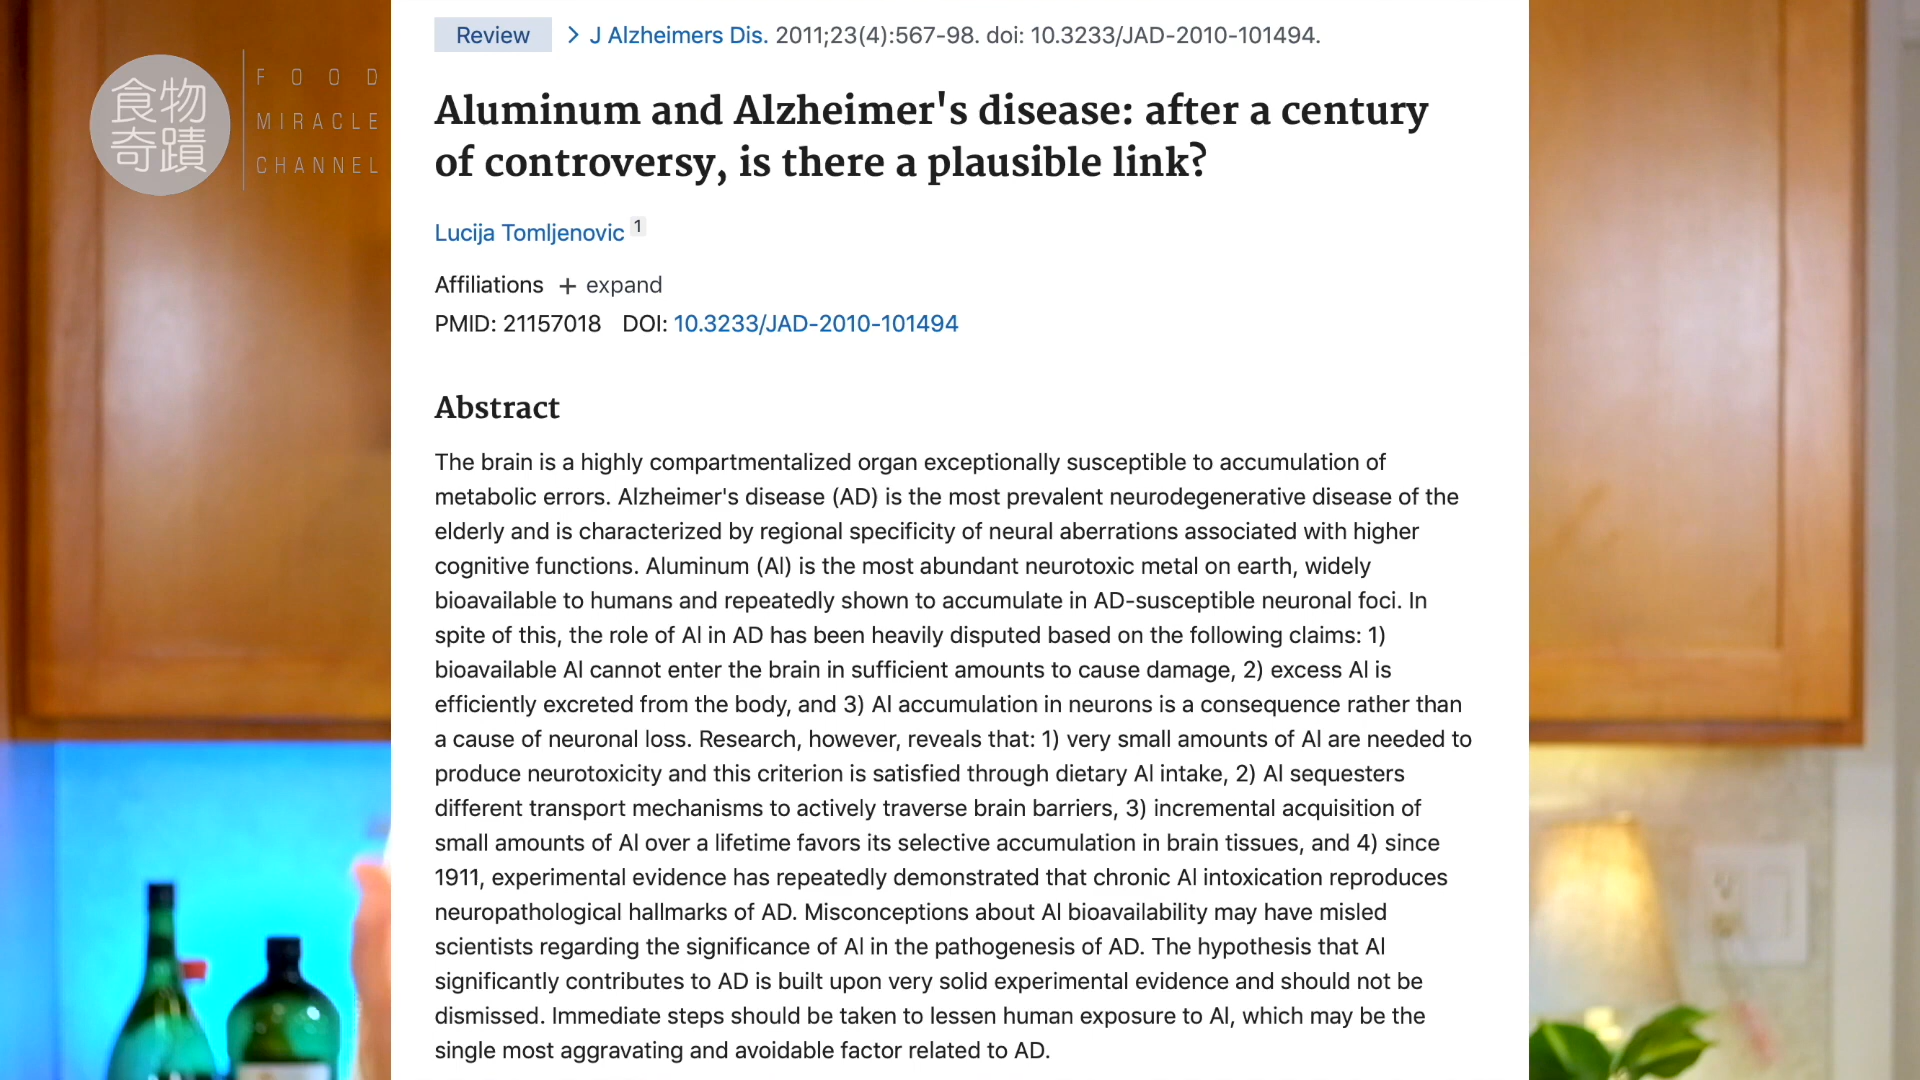 食物
奇蹟
FOOD
MIRACLE
CHANNEL
Review > J Alzheimers Dis. 2011;23(4):567-98. doi: 10.3233/JAD-2010-101494.
Aluminum and Alzheimer's disease: after a century
of controversy, is there a plausible link?
Lucija Tomljenovic 1
Affiliations + expand
PMID: 21157018 DOI: 10.3233/JAD-2010-101494
Abstract
The brain is a highly compartmentalized organ exceptionally susceptible to accumulation of
metabolic errors. Alzheimer's disease (AD) is the most prevalent neurodegenerative disease of the
elderly and is characterized by regional specificity of neural aberrations associated with higher
cognitive functions. Aluminum (Al) is the most abundant neurotoxic metal on earth, widely
bioavailable to humans and repeatedly shown to accumulate in AD-susceptible neuronal foci. In
spite of this, the role of Al in AD has been heavily disputed based on the following claims: 1)
bioavailable Al cannot enter the brain in sufficient amounts to cause damage, 2) excess Al is
efficiently excreted from the body, and 3) Al accumulation in neurons is a consequence rather than
a cause of neuronal loss. Research, however, reveals that: 1) very small amounts of Al are needed to
produce neurotoxicity and this criterion is satisfied through dietary Al intake, 2) Al sequesters
different transport mechanisms to actively traverse brain barriers, 3) incremental acquisition of
small amounts of Al over a lifetime favors its selective accumulation in brain tissues, and 4) since
1911, experimental evidence has repeatedly demonstrated that chronic Al intoxication reproduces
neuropathological hallmarks of AD. Misconceptions about Al bioavailability may have misled
scientists regarding the significance of Al in the pathogenesis of AD. The hypothesis that Al
significantly contributes to AD is built upon very solid experimental evidence and should not be
dismissed. Immediate steps should be taken to lessen human exposure to Al, which may be the
single most aggravating and avoidable factor related to AD.